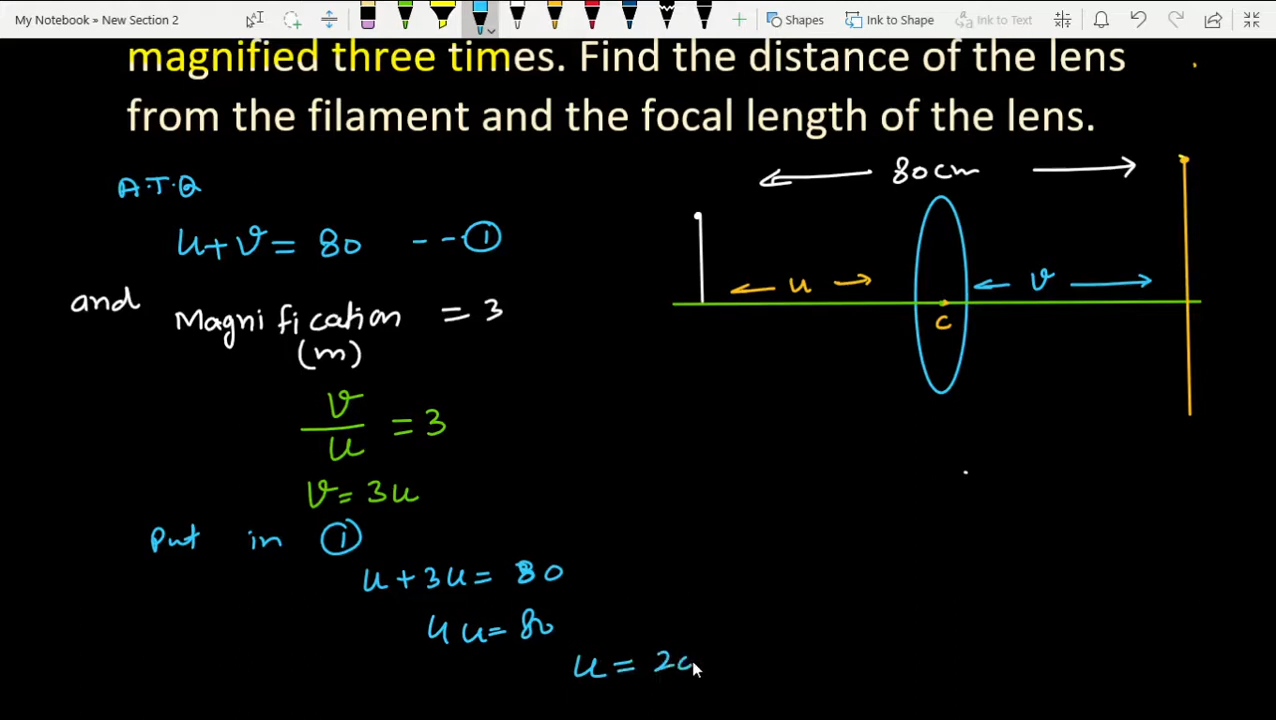 My Notebook » New Section 2
Shapes
Ink to Shape
Ink to Text
magnified three times. Find the distance of the lens
from the filament and the focal length of the lens.
A.T.Q
u+v= 80 --- ①
and Magnification = 3
(m)
v/u = 3
v= 3u
Put in ①
u+3u= 80
4u= 80
u = 20
80cm
u
v
c